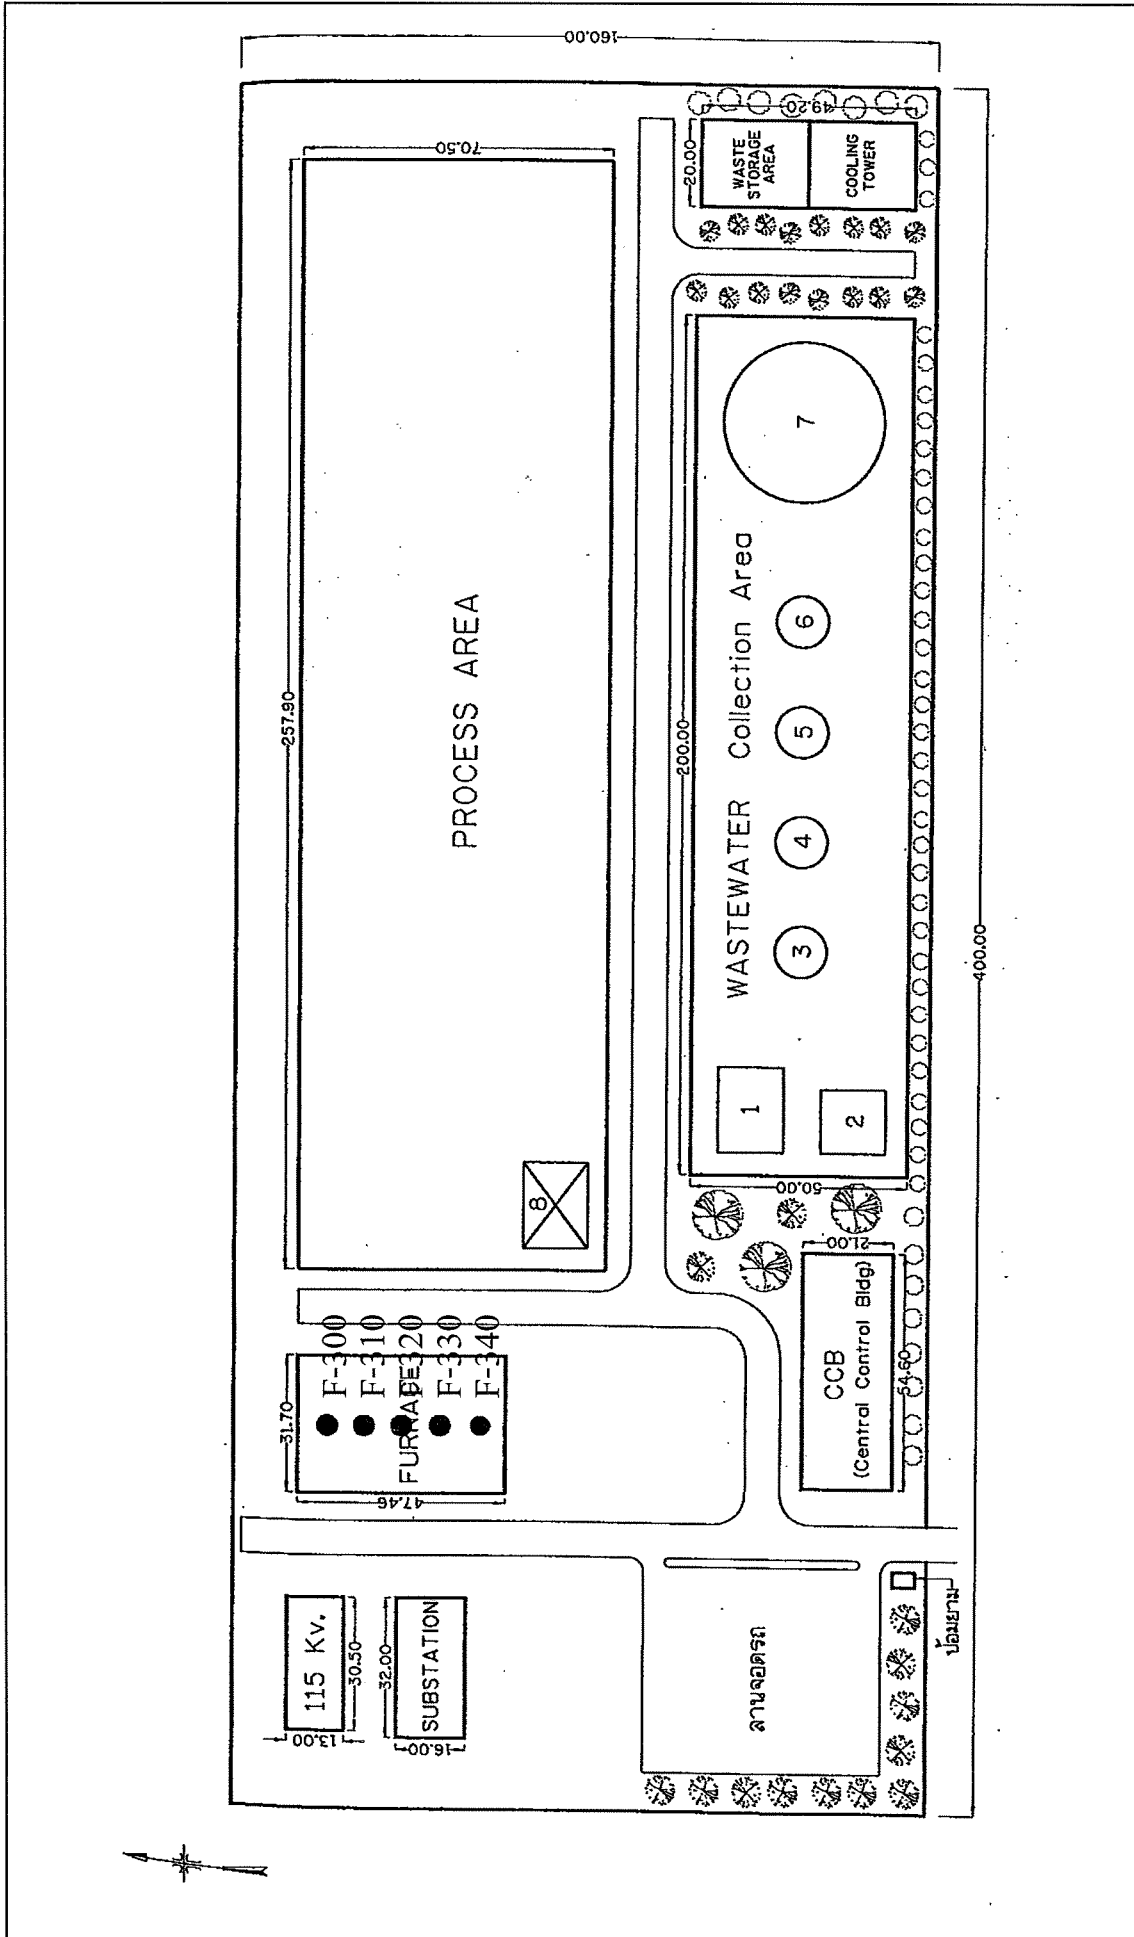 160.00
70.50
257.90
PROCESS AREA
8
49.20
20.00
WASTE
STORAGE
AREA
COOLING
TOWER
7
6
5
4
3
WASTEWATER Collection Area
200.00
1
2
50.00
400.00
F-300
F-310
F-320
F-330
F-340
FURNACE
31.70
47.46
21.00
CCB
(Central Control Bldg)
54.60
115 Kv.
30.50
13.00
32.00
SUBSTATION
16.00
ลานจอดรถ
ป้อมยาม